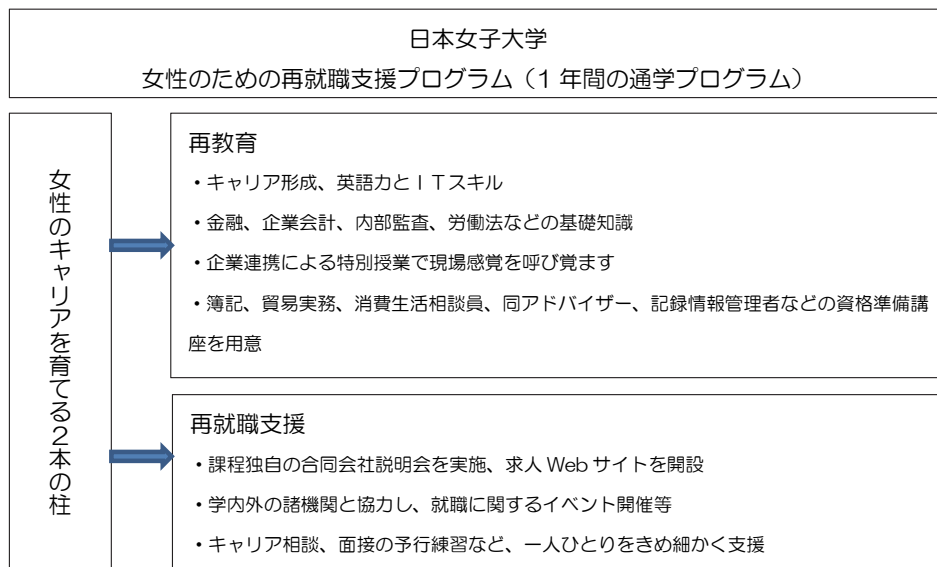 日本女子大学
女性のための再就職支援プログラム（1 年間の通学プログラム）
女性のキャリアを育てる２本の柱
再教育
・キャリア形成、英語力とＩＴスキル
・金融、企業会計、内部監査、労働法などの基礎知識
・企業連携による特別授業で現場感覚を呼び覚ます
・簿記、貿易実務、消費生活相談員、同アドバイザー、記録情報管理者などの資格準備講
座を用意
再就職支援
・課程独自の合同会社説明会を実施、求人 Web サイトを開設
・学内外の諸機関と協力し、就職に関するイベント開催等
・キャリア相談、面接の予行練習など、一人ひとりをきめ細かく支援